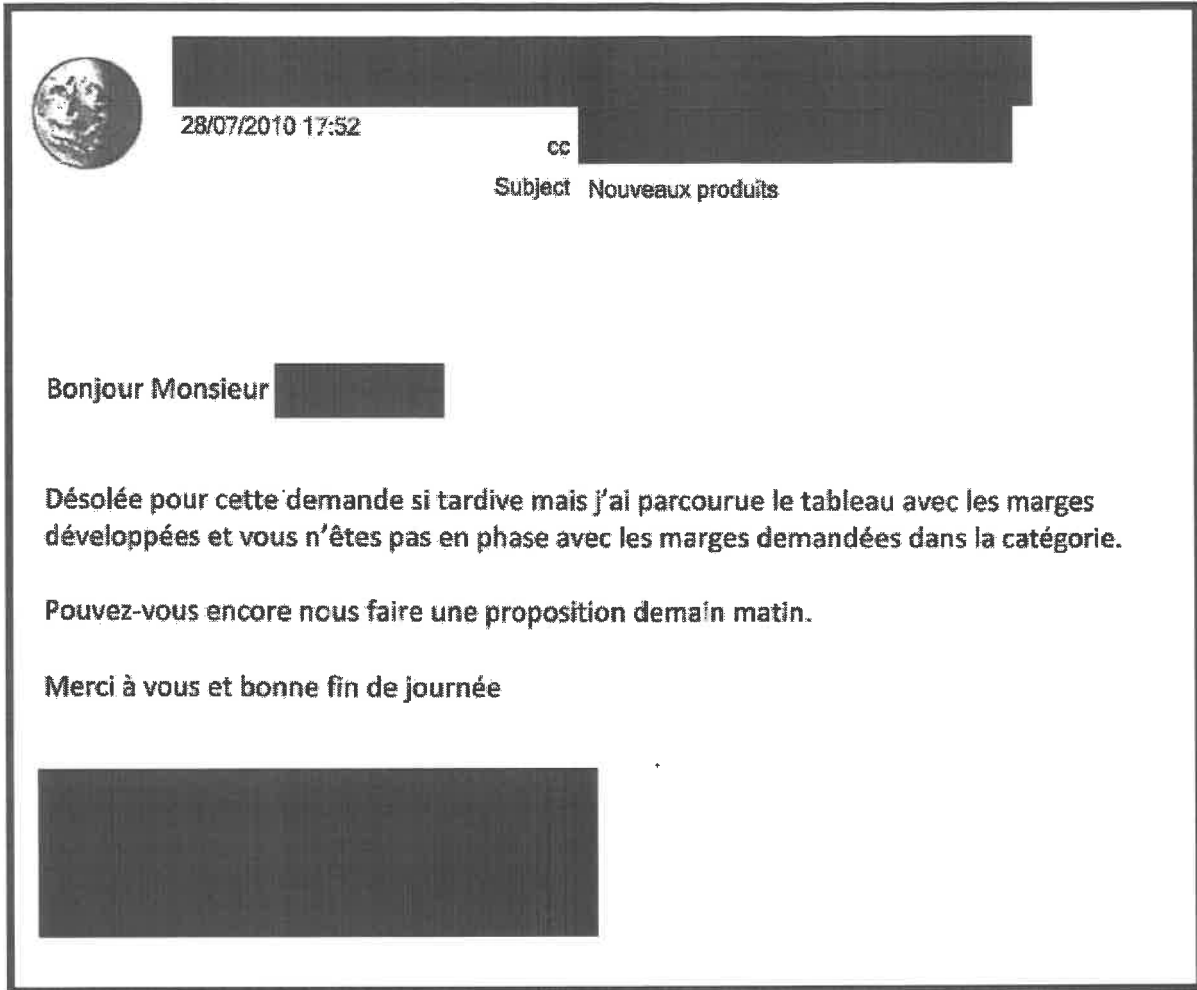 28/07/2010 17:52
cc
Subject Nouveaux produits
Bonjour Monsieur
Désolée pour cette demande si tardive mais j'ai parcourue le tableau avec les marges
développées et vous n'êtes pas en phase avec les marges demandées dans la catégorie.
Pouvez-vous encore nous faire une proposition demain matin.
Merci à vous et bonne fin de journée